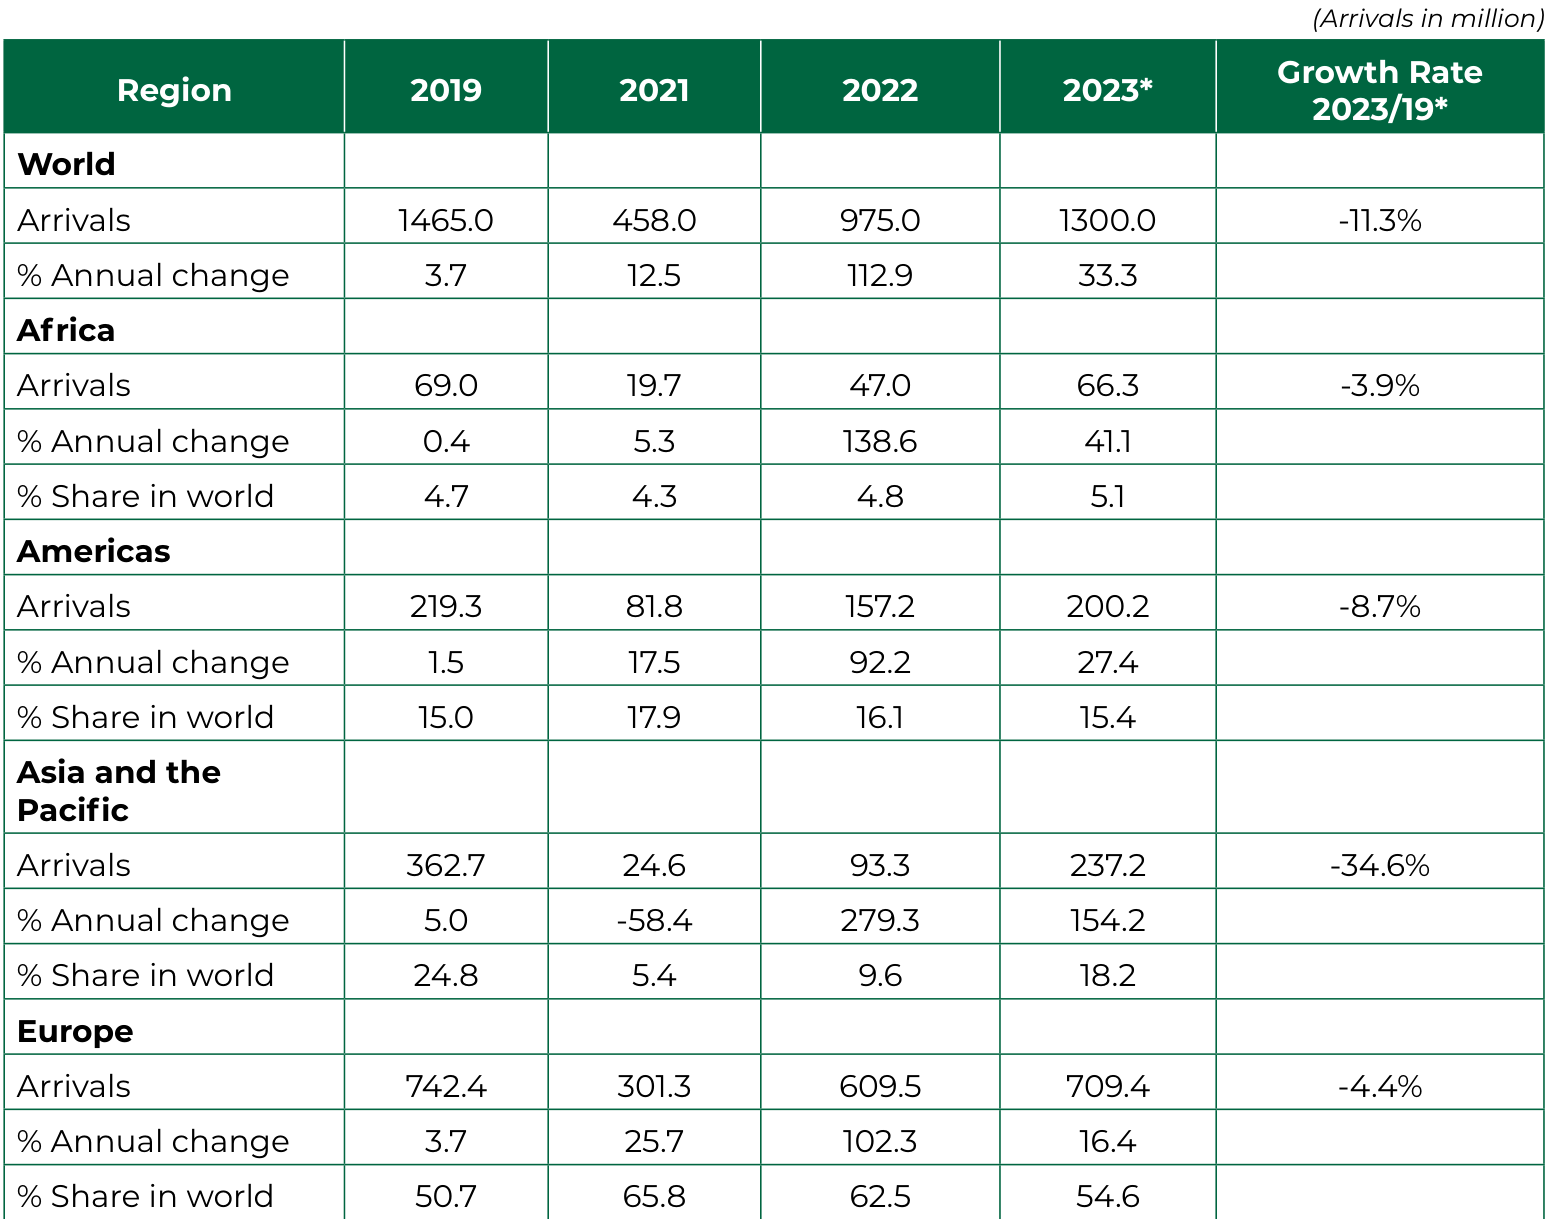 (Arrivals in million)
Region 2019 2021 2022 2023* Growth Rate 2023/19*
World
Arrivals 1465.0 458.0 975.0 1300.0 -11.3%
% Annual change 3.7 12.5 112.9 33.3
Africa
Arrivals 69.0 19.7 47.0 66.3 -3.9%
% Annual change 0.4 5.3 138.6 41.1
% Share in world 4.7 4.3 4.8 5.1
Americas
Arrivals 219.3 81.8 157.2 200.2 -8.7%
% Annual change 1.5 17.5 92.2 27.4
% Share in world 15.0 17.9 16.1 15.4
Asia and the
Pacific
Arrivals 362.7 24.6 93.3 237.2 -34.6%
% Annual change 5.0 -58.4 279.3 154.2
% Share in world 24.8 5.4 9.6 18.2
Europe
Arrivals 742.4 301.3 609.5 709.4 -4.4%
% Annual change 3.7 25.7 102.3 16.4
% Share in world 50.7 65.8 62.5 54.6